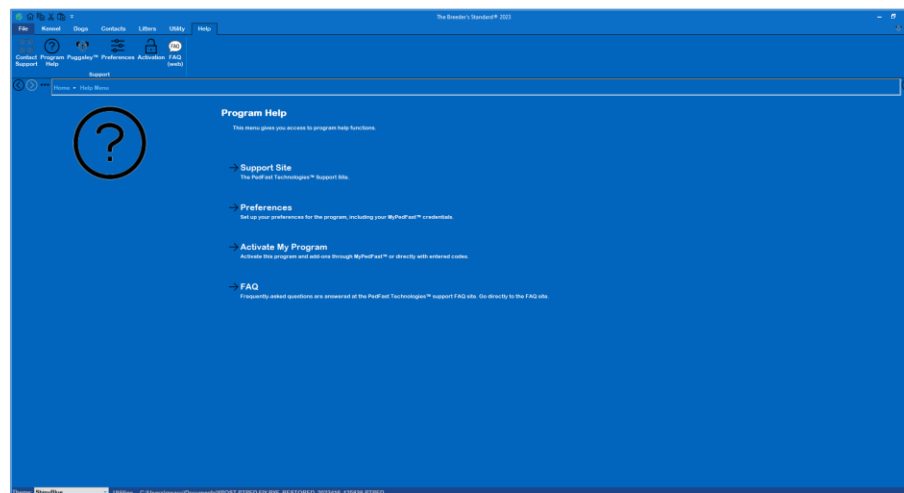 The Breeder's Standard® 2023
File Kennel Dogs Contacts Litters Utility Help
Contact Support
Program Help
Puggsley™
Preferences
Activation
FAQ
FAQ (web)
Support
Home Help Menu
Program Help
This menu gives you access to program help functions.
Support Site
The PedFast Technologies™ Support Site.
Preferences
Set up your preferences for the program, including your MyPedFast™ credentials.
Activate My Program
Activate this program and add-ons through MyPedFast™ or directly with entered codes.
FAQ
Frequently-asked questions are answered at the PedFast Technologies™ support FAQ site. Go directly to the FAQ site.
Theme: